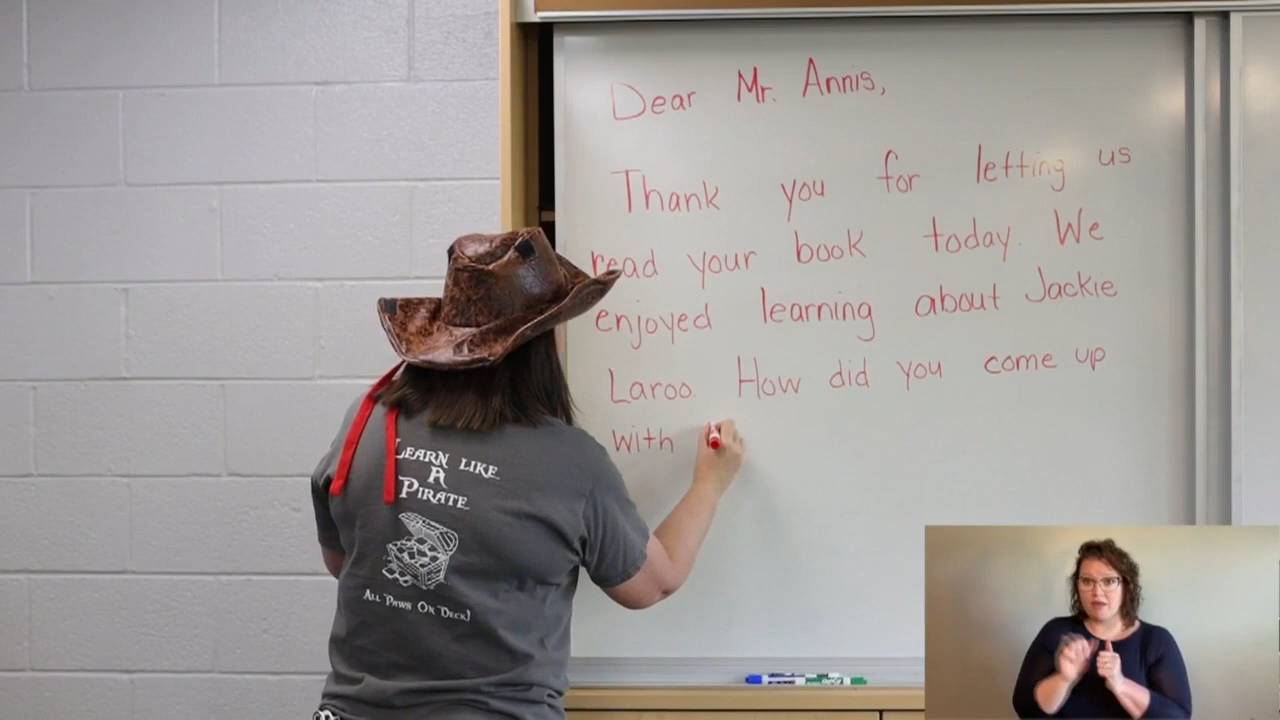 Dear Mr. Annis,
Thank you for letting us
read your book today. We
enjoyed learning about Jackie
Laroo. How did you come up
with
LEARN LIKE
A
PIRATE
ALL PAWS ON DECK!